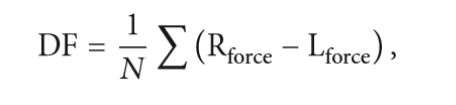 DF = 1/N ∑ (R_force − L_force),